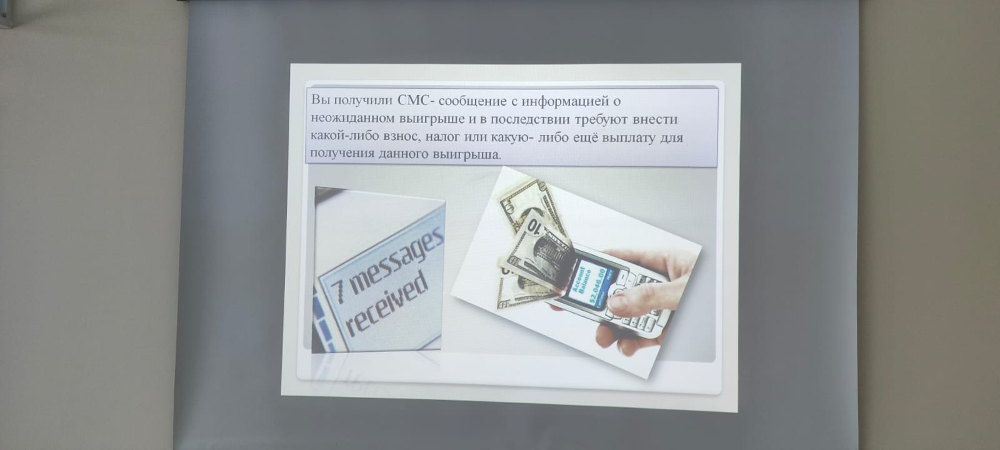 Вы получили СМС- сообщение с информацией о
неожиданном выигрыше и в последствии требуют внести
какой-либо взнос, налог или какую- либо ещё выплату для
получения данного выигрыша.
7 messages
received
10
Account
Balance
$2,046.00